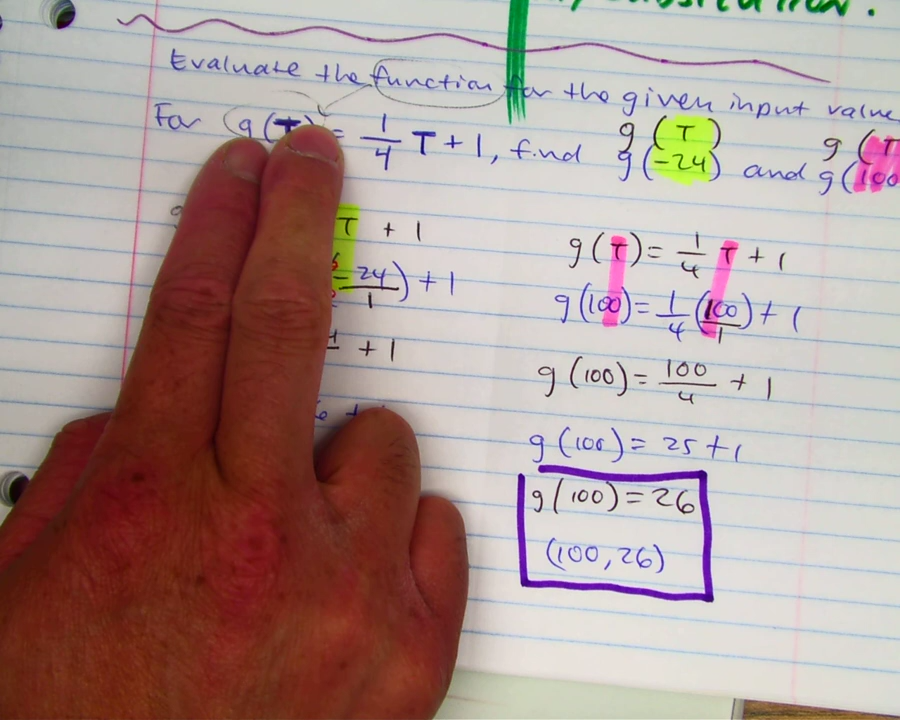 Evaluate the function for the given input value
For g(T) = 1/4 T + 1, find g(T) g(-24) and g(T g(100
T + 1
-24/1) + 1
+ 1
g(T) = 1/4 T + 1
g(100) = 1/4 (100/1) + 1
g(100) = 100/4 + 1
g(100) = 25 + 1
g(100) = 26
(100, 26)